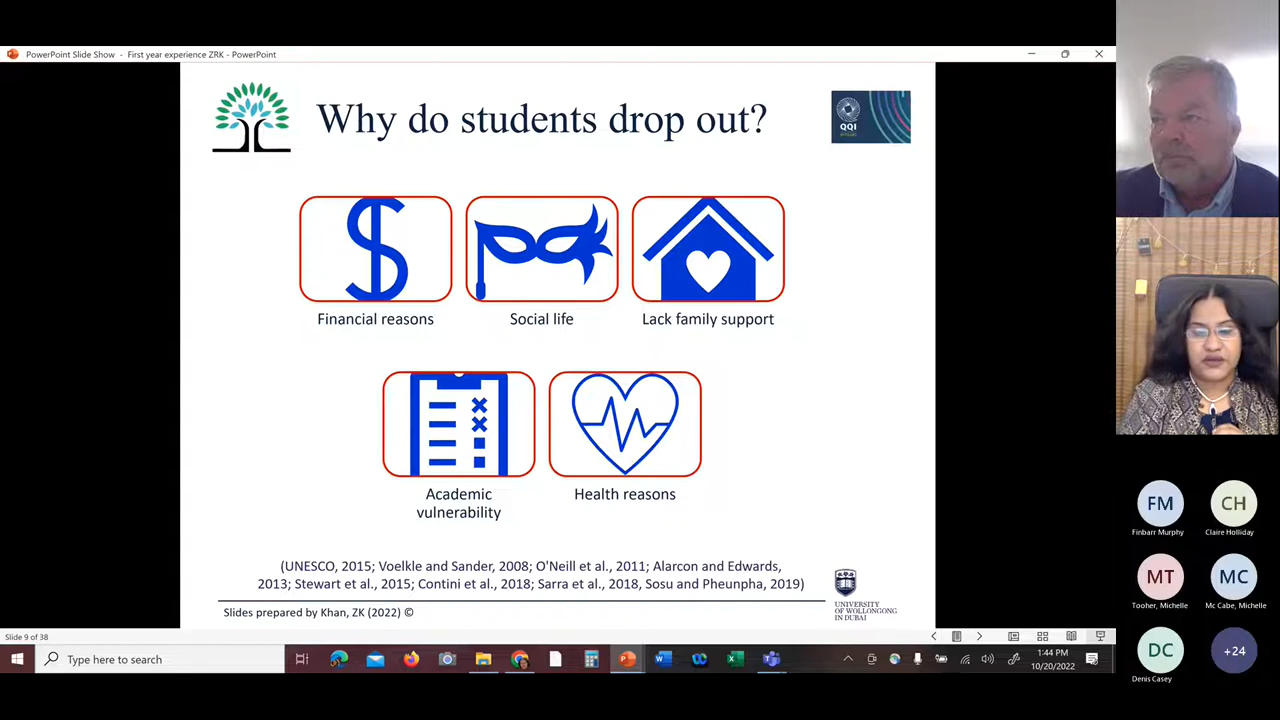 PowerPoint Slide Show - First year experience ZRK - PowerPoint
Why do students drop out?
QQI
Financial reasons
Social life
Lack family support
Academic
vulnerability
Health reasons
(UNESCO, 2015; Voelkle and Sander, 2008; O'Neill et al., 2011; Alarcon and Edwards,
2013; Stewart et al., 2015; Contini et al., 2018; Sarra et al., 2018, Sosu and Pheunpha, 2019)
Slides prepared by Khan, ZK (2022) ©
UNIVERSITY
OF WOLLONGONG
IN DUBAI
Slide 9 of 38
Type here to search
1:44 PM
10/20/2022
FM
Finbarr Murphy
CH
Claire Holliday
MT
Tooher, Michelle
MC
Mc Cabe, Michelle
DC
Denis Casey
+24